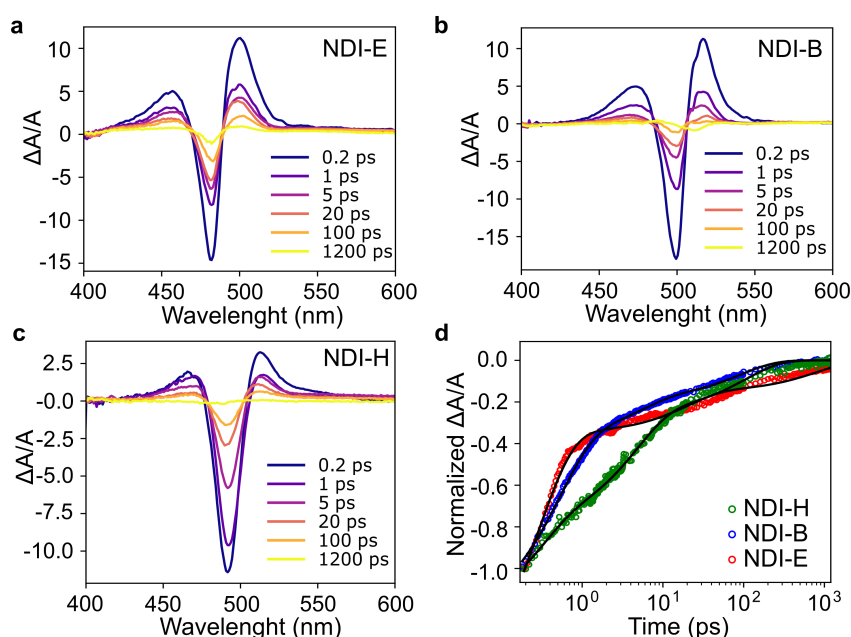 a
NDI-E
ΔA/A
10
5
0
-5
-10
-15
0.2 ps
1 ps
5 ps
20 ps
100 ps
1200 ps
400 450 500 550 600
Wavelenght (nm)
b
NDI-B
ΔA/A
10
5
0
-5
-10
-15
0.2 ps
1 ps
5 ps
20 ps
100 ps
1200 ps
400 450 500 550 600
Wavelenght (nm)
c
NDI-H
ΔA/A
2.5
-0.0
-2.5
-5.0
-7.5
-10.0
0.2 ps
1 ps
5 ps
20 ps
100 ps
1200 ps
400 450 500 550 600
Wavelenght (nm)
d
Normalized ΔA/A
0.0
-0.2
-0.4
-0.6
-0.8
-1.0
NDI-H
NDI-B
NDI-E
10⁰ 10¹ 10² 10³
Time (ps)